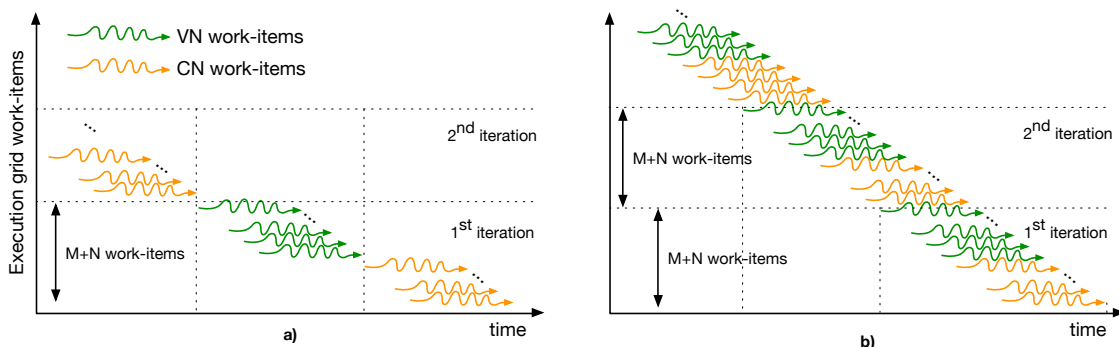 Execution grid work-items
VN work-items
CN work-items
2nd iteration
1st iteration
M+N work-items
time
a)
2nd iteration
M+N work-items
1st iteration
M+N work-items
time
b)